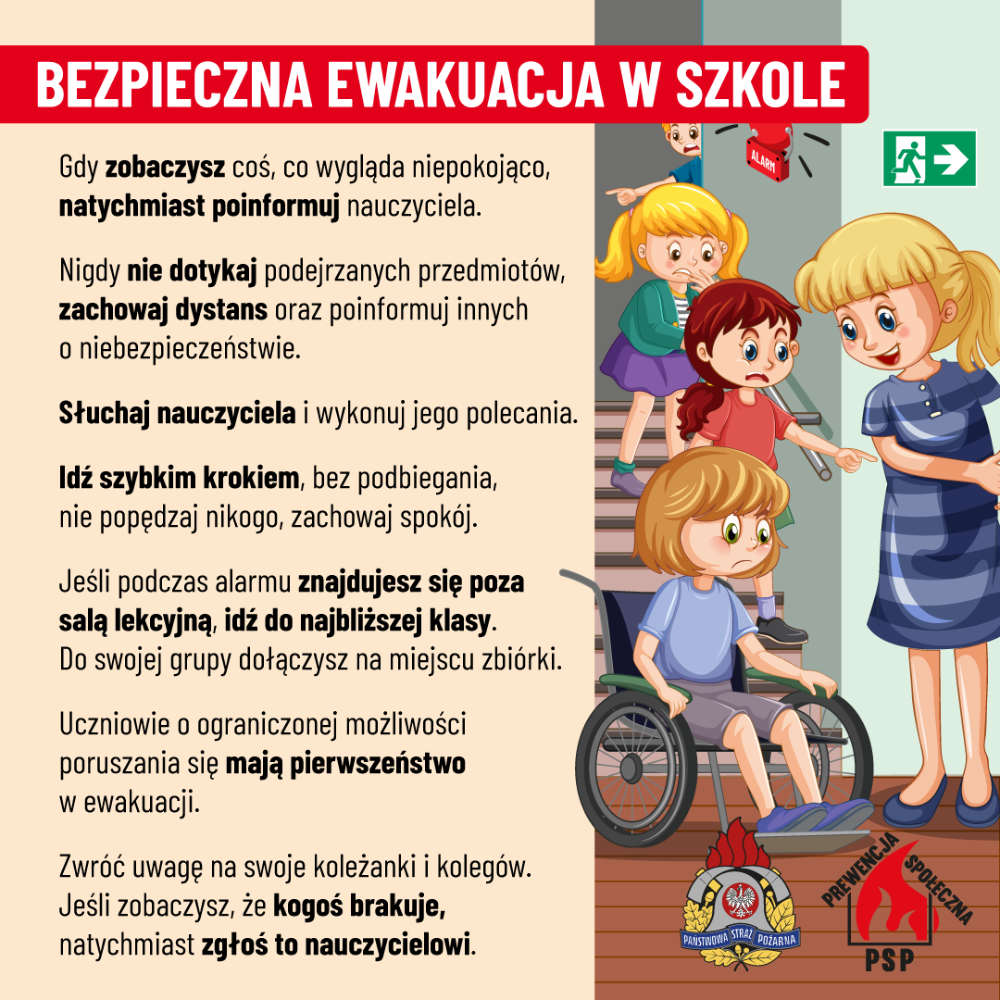 BEZPIECZNA EWAKUACJA W SZKOLE
Gdy zobaczysz coś, co wygląda niepokojąco,
natychmiast poinformuj nauczyciela.
Nigdy nie dotykaj podejrzanych przedmiotów,
zachowaj dystans oraz poinformuj innych
o niebezpieczeństwie.
Słuchaj nauczyciela i wykonuj jego polecania.
Idź szybkim krokiem, bez podbiegania,
nie popędzaj nikogo, zachowaj spokój.
Jeśli podczas alarmu znajdujesz się poza
salą lekcyjną, idź do najbliższej klasy.
Do swojej grupy dołączysz na miejscu zbiórki.
Uczniowie o ograniczonej możliwości
poruszania się mają pierwszeństwo
w ewakuacji.
Zwróć uwagę na swoje koleżanki i kolegów.
Jeśli zobaczysz, że kogoś brakuje,
natychmiast zgłoś to nauczycielowi.
ALARM
PAŃSTWOWA STRAŻ POŻARNA
PREWENCJA SPOŁECZNA
PSP